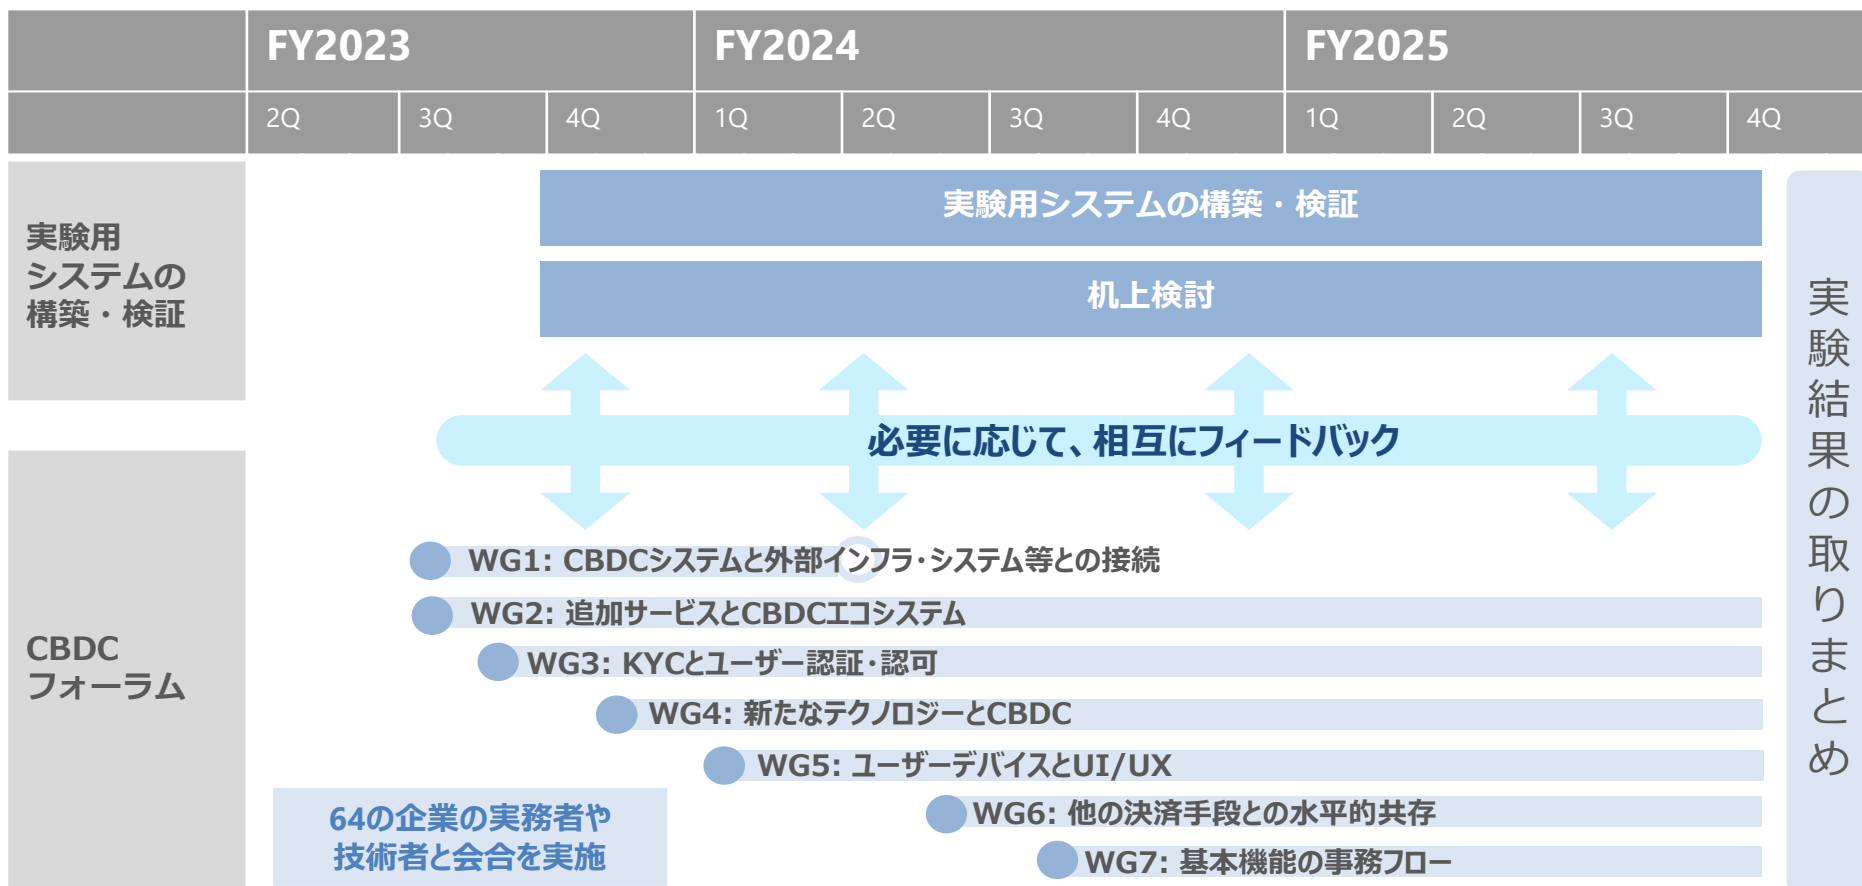 FY2023
FY2024
FY2025
2Q
3Q
4Q
1Q
2Q
3Q
4Q
1Q
2Q
3Q
4Q
実験用
システムの
構築・検証
実験用システムの構築・検証
机上検討
必要に応じて、相互にフィードバック
CBDC
フォーラム
WG1: CBDCシステムと外部インフラ・システム等との接続
WG2: 追加サービスとCBDCエコシステム
WG3: KYCとユーザー認証・認可
WG4: 新たなテクノロジーとCBDC
WG5: ユーザーデバイスとUI/UX
WG6: 他の決済手段との水平的共存
WG7: 基本機能の事務フロー
64の企業の実務者や
技術者と会合を実施
実験結果の取りまとめ